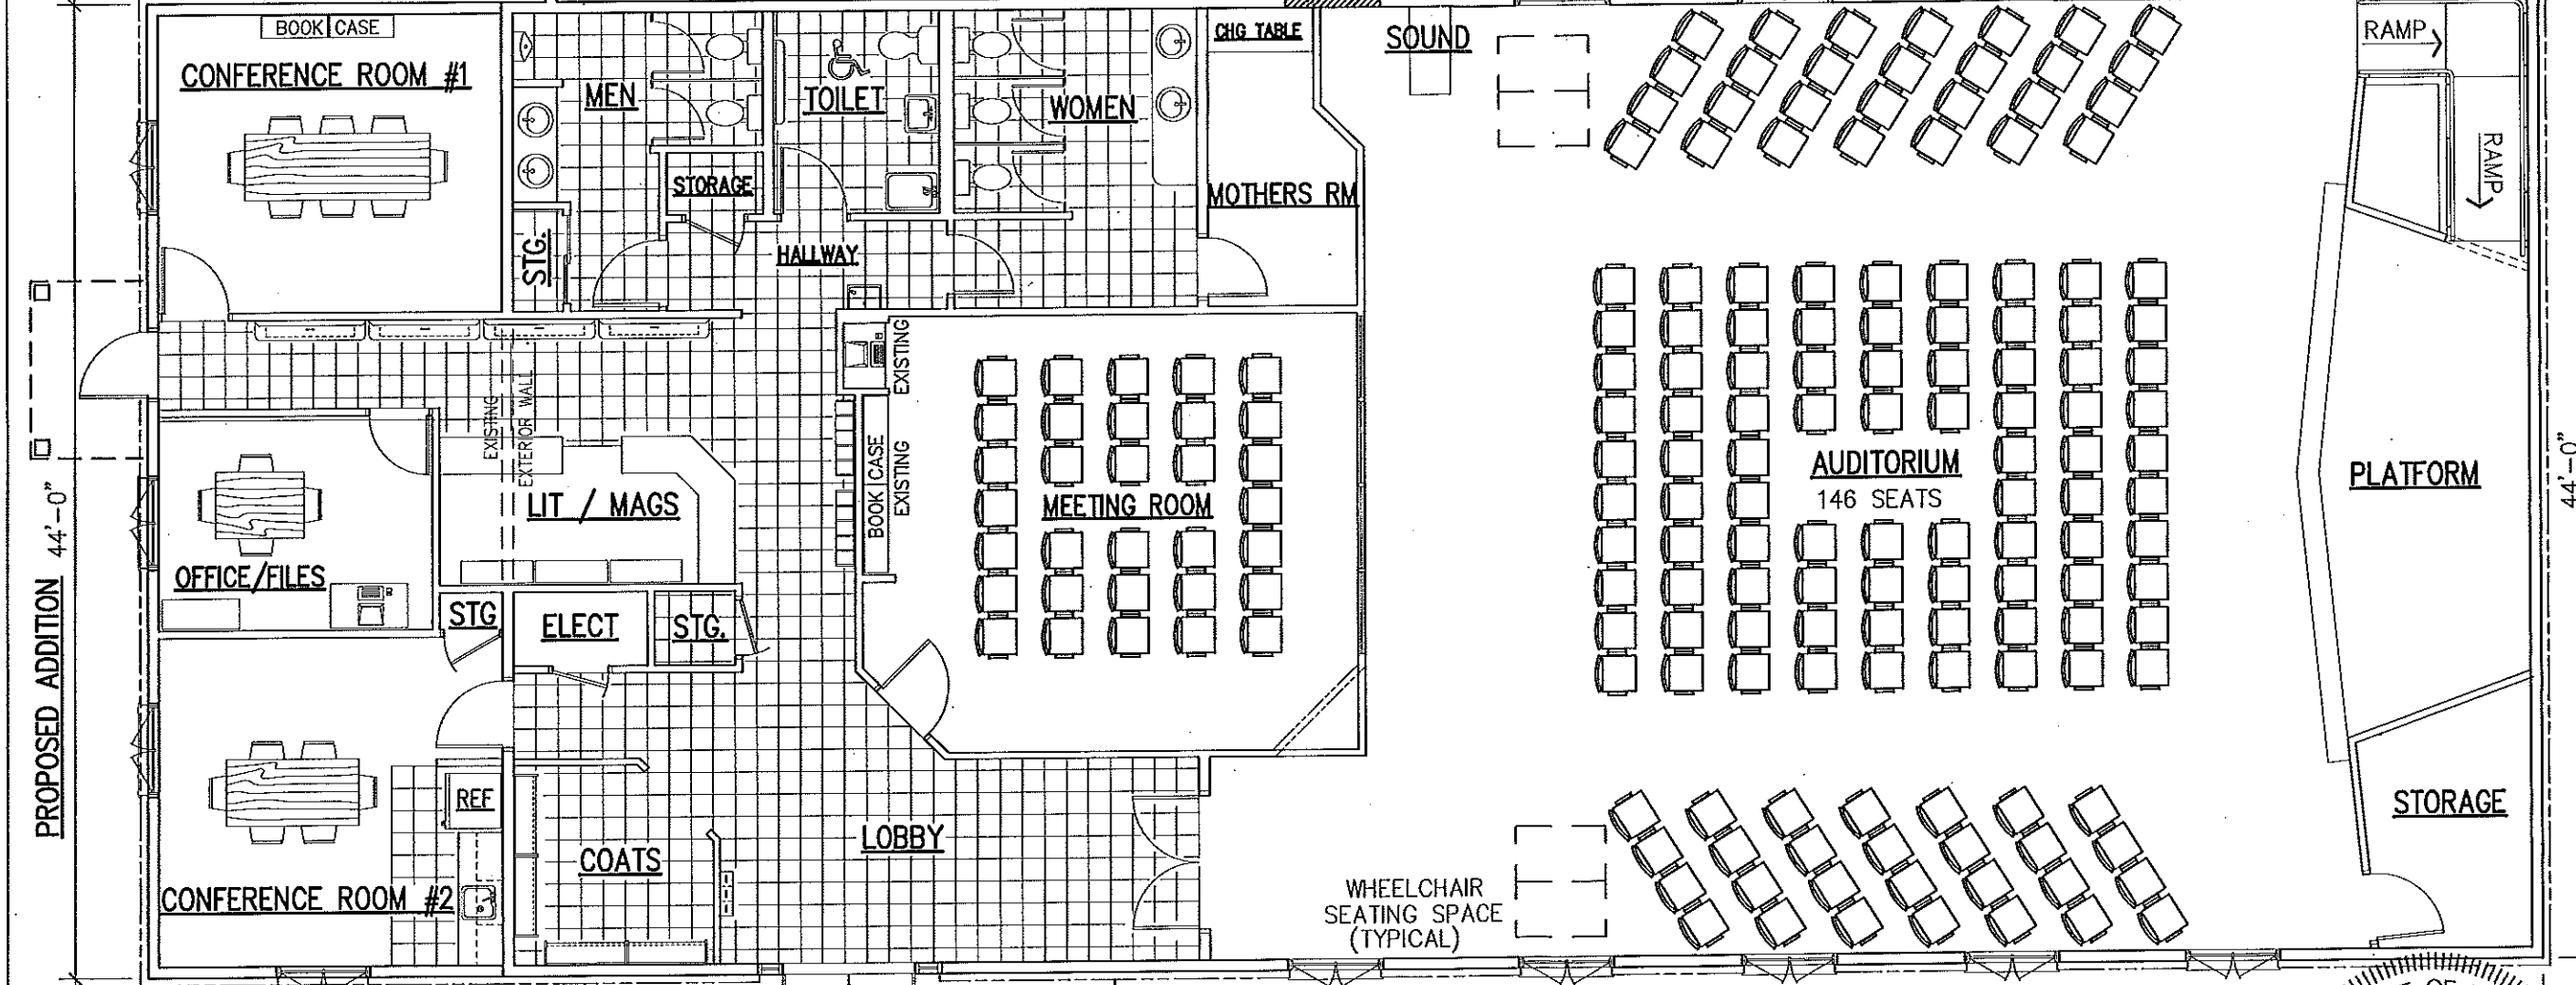 BOOK CASE
CONFERENCE ROOM #1
MEN
TOILET
WOMEN
CHG TABLE
SOUND
RAMP
RAMP
STORAGE
MOTHERS RM
STG.
HALLWAY
EXISTING
EXISTING
EXTERIOR WALL
BOOK CASE
EXISTING
LIT / MAGS
MEETING ROOM
AUDITORIUM
146 SEATS
PLATFORM
44'-0"
PROPOSED ADDITION 44'-0"
OFFICE/FILES
STG
ELECT
STG.
REF
CONFERENCE ROOM #2
COATS
LOBBY
WHEELCHAIR
SEATING SPACE
(TYPICAL)
STORAGE
OF